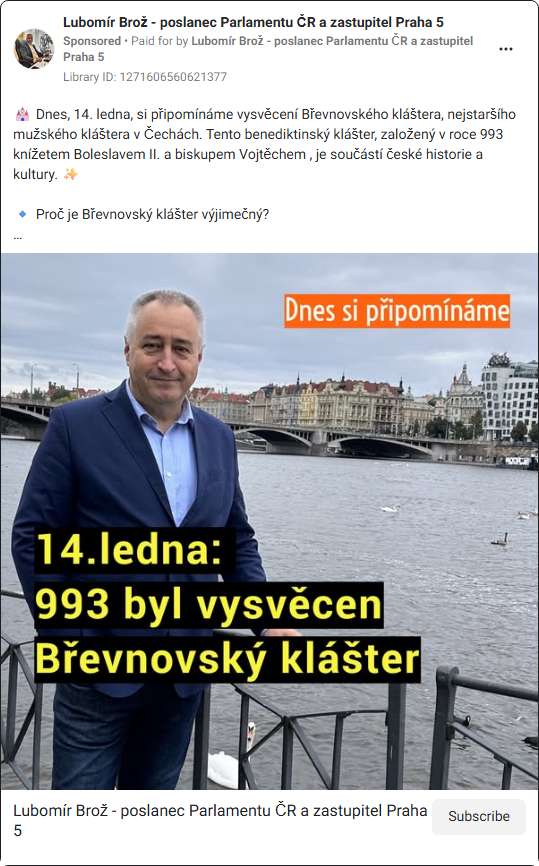 Lubomír Brož - poslanec Parlamentu ČR a zastupitel Praha 5
Sponsored • Paid for by Lubomír Brož - poslanec Parlamentu ČR a zastupitel
Praha 5
Library ID: 1271606560621377
Dnes, 14. ledna, si připomínáme vysvěcení Břevnovského kláštera, nejstaršího
mužského kláštera v Čechách. Tento benediktinský klášter, založený v roce 993
knížetem Boleslavem II. a biskupem Vojtěchem , je součástí české historie a
kultury.
Proč je Břevnovský klášter výjimečný?
...
Dnes si připomínáme
14.ledna:
993 byl vysvěcen
Břevnovský klášter
Lubomír Brož - poslanec Parlamentu ČR a zastupitel Praha
5
Subscribe